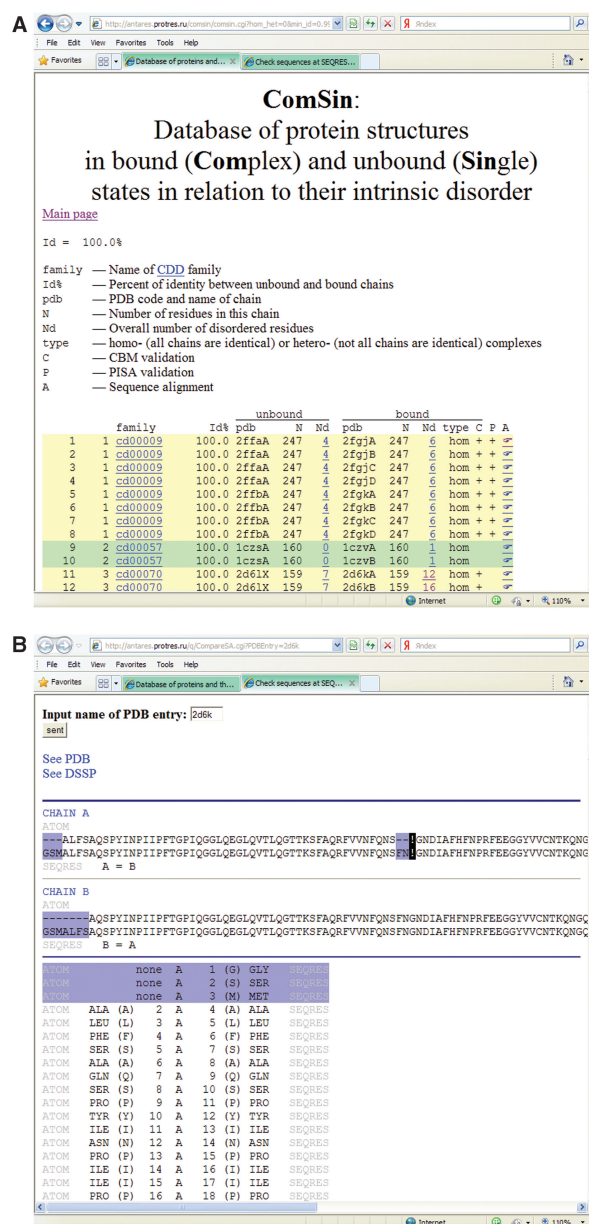 A
http://antares.protres.ru/comsin/comsin.cgi?hom_het=0&min_id=0.99
Яndex
File Edit View Favorites Tools Help
Favorites Database of proteins and... X Check sequences at SEQRES...
ComSin:
Database of protein structures
in bound (Complex) and unbound (Single)
states in relation to their intrinsic disorder
Main page
Id = 100.0%
family — Name of CDD family
Id% — Percent of identity between unbound and bound chains
pdb — PDB code and name of chain
N — Number of residues in this chain
Nd — Overall number of disordered residues
type — homo- (all chains are identical) or hetero- (not all chains are identical) complexes
C — CBM validation
P — PISA validation
A — Sequence alignment
unbound bound
family Id% pdb N Nd pdb N Nd type C P A
1 1 cd00009 100.0 2ffaA 247 4 2fgjA 247 6 hom + +
2 1 cd00009 100.0 2ffaA 247 4 2fgjB 247 6 hom + +
3 1 cd00009 100.0 2ffaA 247 4 2fgjC 247 6 hom + +
4 1 cd00009 100.0 2ffaA 247 4 2fgjD 247 6 hom + +
5 1 cd00009 100.0 2ffbA 247 4 2fgkA 247 6 hom + +
6 1 cd00009 100.0 2ffbA 247 4 2fgkB 247 6 hom + +
7 1 cd00009 100.0 2ffbA 247 4 2fgkC 247 6 hom + +
8 1 cd00009 100.0 2ffbA 247 4 2fgkD 247 6 hom + +
9 2 cd00057 100.0 1czsA 160 0 1czvA 160 1 hom
10 2 cd00057 100.0 1czsA 160 0 1czvB 160 1 hom
11 3 cd00070 100.0 2d6lX 159 7 2d6kA 159 12 hom +
12 3 cd00070 100.0 2d6lX 159 7 2d6kB 159 16 hom +
Internet 110%
B
http://antares.protres.ru/q/CompareSA.cgi?PDBEntry=2d6k
Яndex
File Edit View Favorites Tools Help
Favorites Database of proteins and th... Check sequences at SEQ... X
Input name of PDB entry: 2d6k
sent
See PDB
See DSSP
CHAIN A
ATOM
---ALFSAQSPYINPIIPFTGPIQGGLQEGLQVTLQGTTKSFAQRFVVNFQNS--!GNDIAFHFNPRFEEGGYVVCNTKQNG
GSMALFSAQSPYINPIIPFTGPIQGGLQEGLQVTLQGTTKSFAQRFVVNFQNSFN!GNDIAFHFNPRFEEGGYVVCNTKQNG
SEQRES A = B
CHAIN B
ATOM
-------AQSPYINPIIPFTGPIQGGLQEGLQVTLQGTTKSFAQRFVVNFQNSFNGNDIAFHFNPRFEEGGYVVCNTKQNGQ
GSMALFSAQSPYINPIIPFTGPIQGGLQEGLQVTLQGTTKSFAQRFVVNFQNSFNGNDIAFHFNPRFEEGGYVVCNTKQNGQ
SEQRES B = A
ATOM none A 1 (G) GLY SEQRES
ATOM none A 2 (S) SER SEQRES
ATOM none A 3 (M) MET SEQRES
ATOM ALA (A) 2 A 4 (A) ALA SEQRES
ATOM LEU (L) 3 A 5 (L) LEU SEQRES
ATOM PHE (F) 4 A 6 (F) PHE SEQRES
ATOM SER (S) 5 A 7 (S) SER SEQRES
ATOM ALA (A) 6 A 8 (A) ALA SEQRES
ATOM GLN (Q) 7 A 9 (Q) GLN SEQRES
ATOM SER (S) 8 A 10 (S) SER SEQRES
ATOM PRO (P) 9 A 11 (P) PRO SEQRES
ATOM TYR (Y) 10 A 12 (Y) TYR SEQRES
ATOM ILE (I) 11 A 13 (I) ILE SEQRES
ATOM ASN (N) 12 A 14 (N) ASN SEQRES
ATOM PRO (P) 13 A 15 (P) PRO SEQRES
ATOM ILE (I) 14 A 16 (I) ILE SEQRES
ATOM ILE (I) 15 A 17 (I) ILE SEQRES
ATOM PRO (P) 16 A 18 (P) PRO SEQRES
Internet 110%